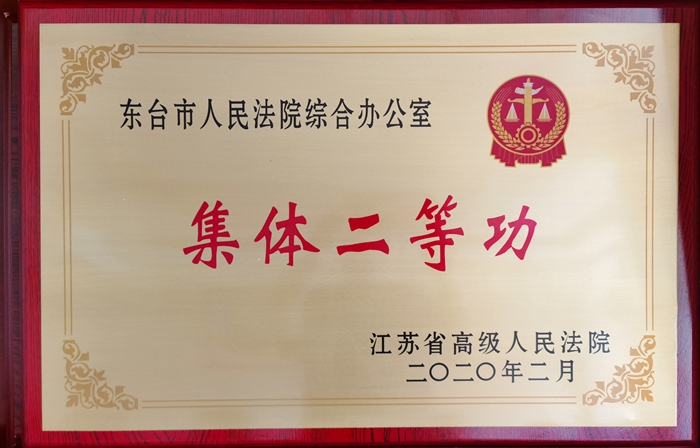 东台市人民法院综合办公室
集体二等功
江苏省高级人民法院
二〇二〇年二月